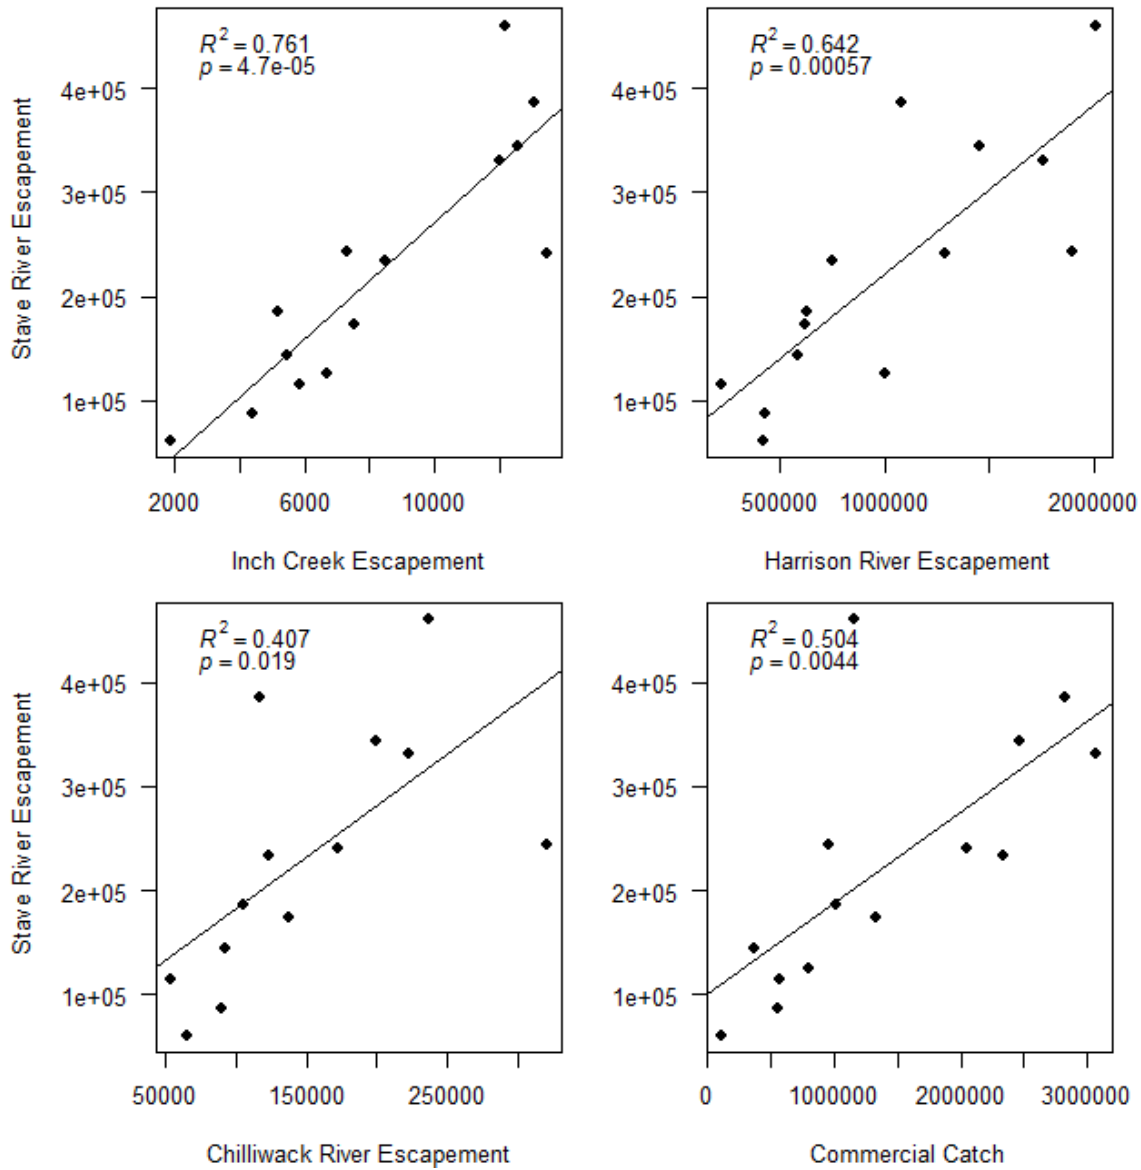 R² = 0.761
p = 4.7e-05
Stave River Escapement
4e+05
3e+05
2e+05
1e+05
2000 6000 10000
Inch Creek Escapement
R² = 0.642
p = 0.00057
4e+05
3e+05
2e+05
1e+05
500000 1000000 2000000
Harrison River Escapement
R² = 0.407
p = 0.019
Stave River Escapement
4e+05
3e+05
2e+05
1e+05
50000 150000 250000
Chilliwack River Escapement
R² = 0.504
p = 0.0044
4e+05
3e+05
2e+05
1e+05
0 1000000 2000000 3000000
Commercial Catch